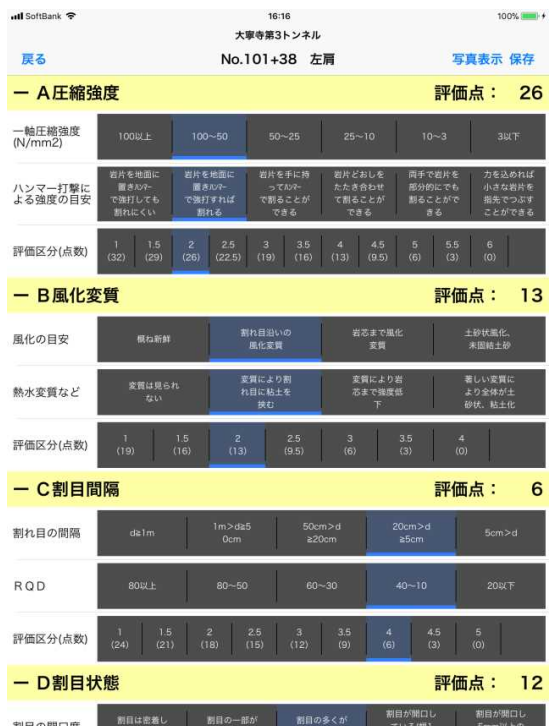 SoftBank 16:16 100%
大寧寺第3トンネル
戻る No.101+38 左肩 写真表示 保存
ー A圧縮強度 評価点： 26
一軸圧縮強度
(N/mm2)
100以上 100~50 50~25 25~10 10~3 3以下
ハンマー打撃に
よる強度の目安
岩片を地面に
置きハンマー
で強打しても
割れにくい
岩片を地面に
置きハンマー
で強打すれば
割れる
岩片を手に持
ってハンマー
で割ることが
できる
岩片どおしを
たたき合わせ
て割ることが
できる
両手で岩片を
部分的にでも
割ることがで
きる
力を込めれば
小さな岩片を
指先でつぶす
ことができる
評価区分(点数)
1 1.5 2 2.5 3 3.5 4 4.5 5 5.5 6
(32) (29) (26) (22.5) (19) (16) (13) (9.5) (6) (3) (0)
ー B風化変質 評価点： 13
風化の目安
概ね新鮮
割れ目沿いの
風化変質
岩芯まで風化
変質
土砂状風化、
未固結土砂
熱水変質など
変質は見られ
ない
変質により割
れ目に粘土を
挟む
変質により岩
芯まで強度低
下
著しい変質に
より全体が土
砂状、粘土化
評価区分(点数)
1 1.5 2 2.5 3 3.5 4
(19) (16) (13) (9.5) (6) (3) (0)
ー C割目間隔 評価点： 6
割れ目の間隔
d≧1m
1m>d≧5
0cm
50cm>d
≧20cm
20cm>d
≧5cm
5cm>d
RQD
80以上 80~50 60~30 40~10 20以下
評価区分(点数)
1 1.5 2 2.5 3 3.5 4 4.5 5
(24) (21) (18) (15) (12) (9) (6) (3) (0)
ー D割目状態 評価点： 12
割目は密着し
割目の一部が
割目の多くが
割目が開口し
割目が開口し